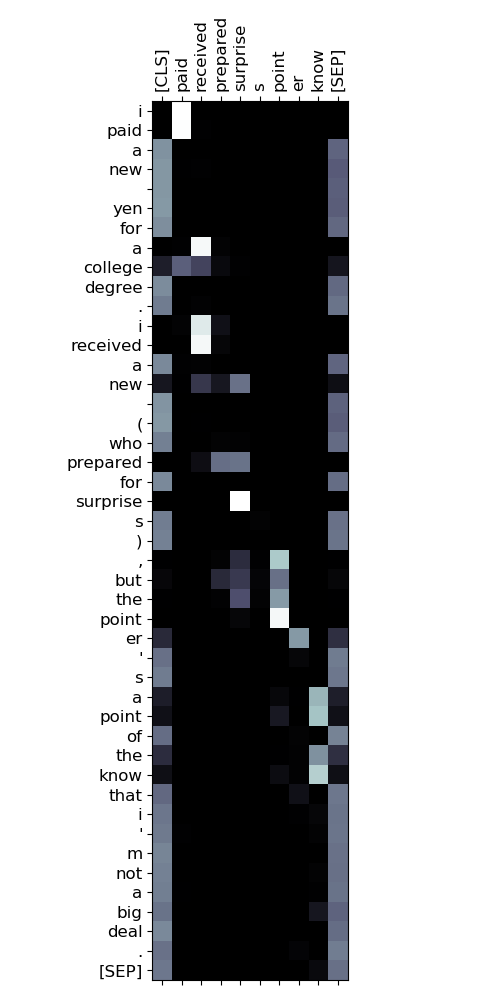 [CLS]
paid
received
prepared
surprise
s
point
er
know
[SEP]
i
paid
a
new
yen
for
a
college
degree
.
i
received
a
new
(
who
prepared
for
surprise
s
)
,
but
the
point
er
'
s
a
point
of
the
know
that
i
'
m
not
a
big
deal
.
[SEP]